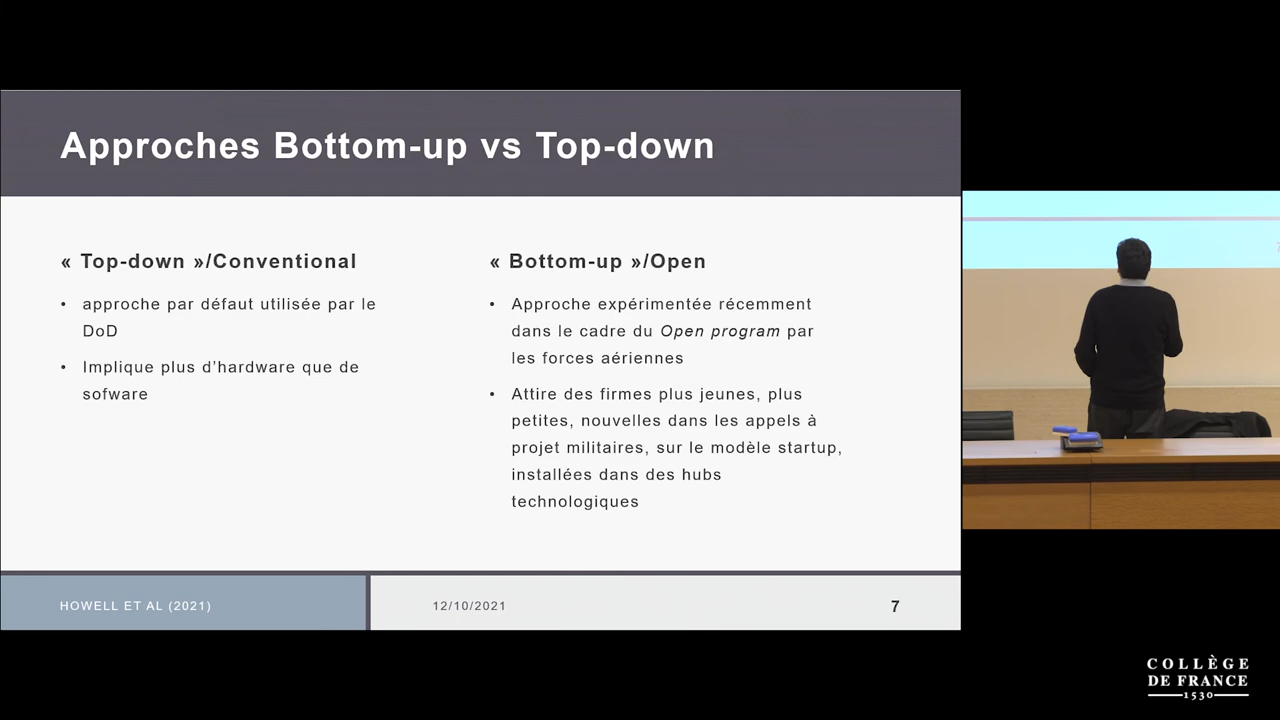 Approches Bottom-up vs Top-down
« Top-down »/Conventional
• approche par défaut utilisée par le
DoD
• Implique plus d’hardware que de
sofware
« Bottom-up »/Open
• Approche expérimentée récemment
dans le cadre du Open program par
les forces aériennes
• Attire des firmes plus jeunes, plus
petites, nouvelles dans les appels à
projet militaires, sur le modèle startup,
installées dans des hubs
technologiques
HOWELL ET AL (2021)
12/10/2021
7
COLLÈGE
DE FRANCE
1530